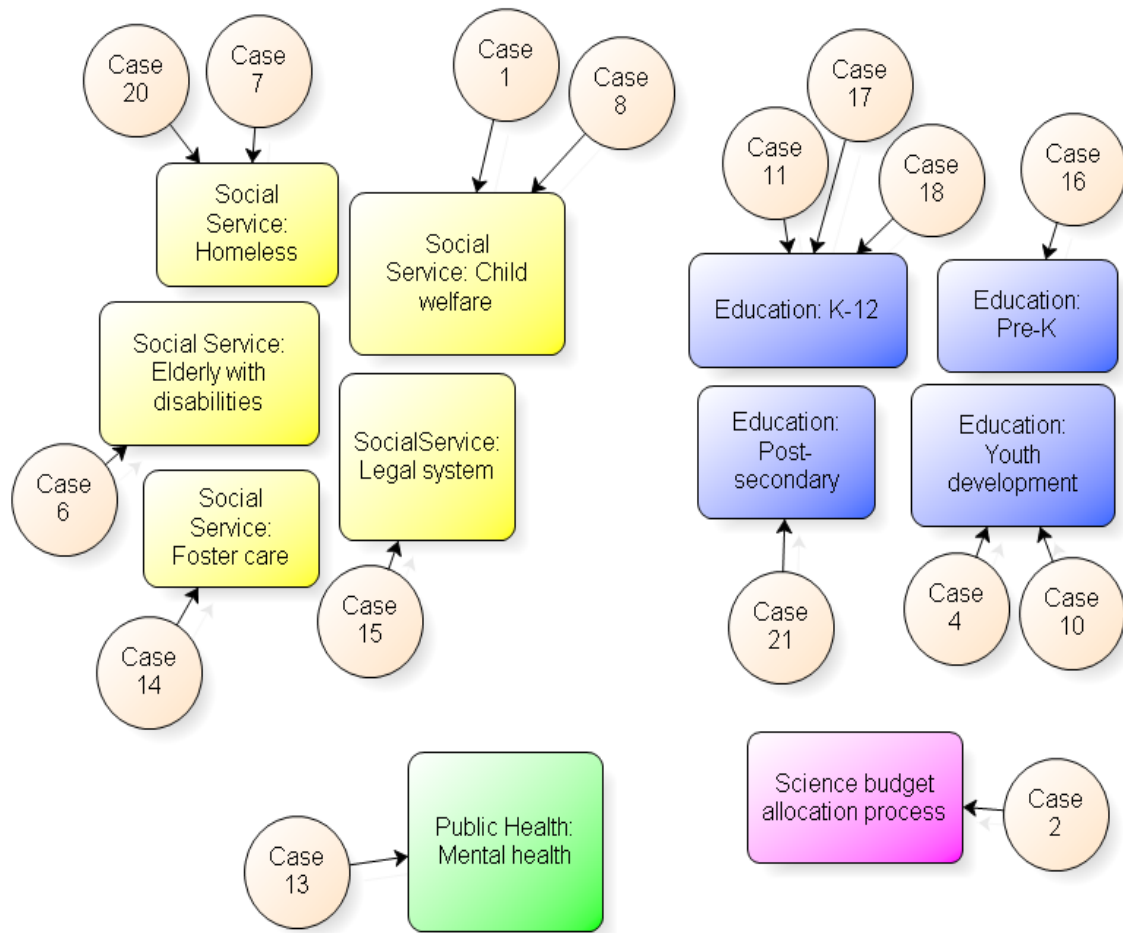 Case
20
Case
7
Case
1
Case
8
Case
17
Case
11
Case
18
Case
16
Social
Service:
Homeless
Social
Service: Child
welfare
Education: K-12
Education:
Pre-K
Social Service:
Elderly with
disabilities
SocialService:
Legal system
Education:
Post-
secondary
Education:
Youth
development
Case
6
Social
Service:
Foster care
Case
14
Case
15
Case
21
Case
4
Case
10
Public Health:
Mental health
Case
13
Science budget
allocation process
Case
2